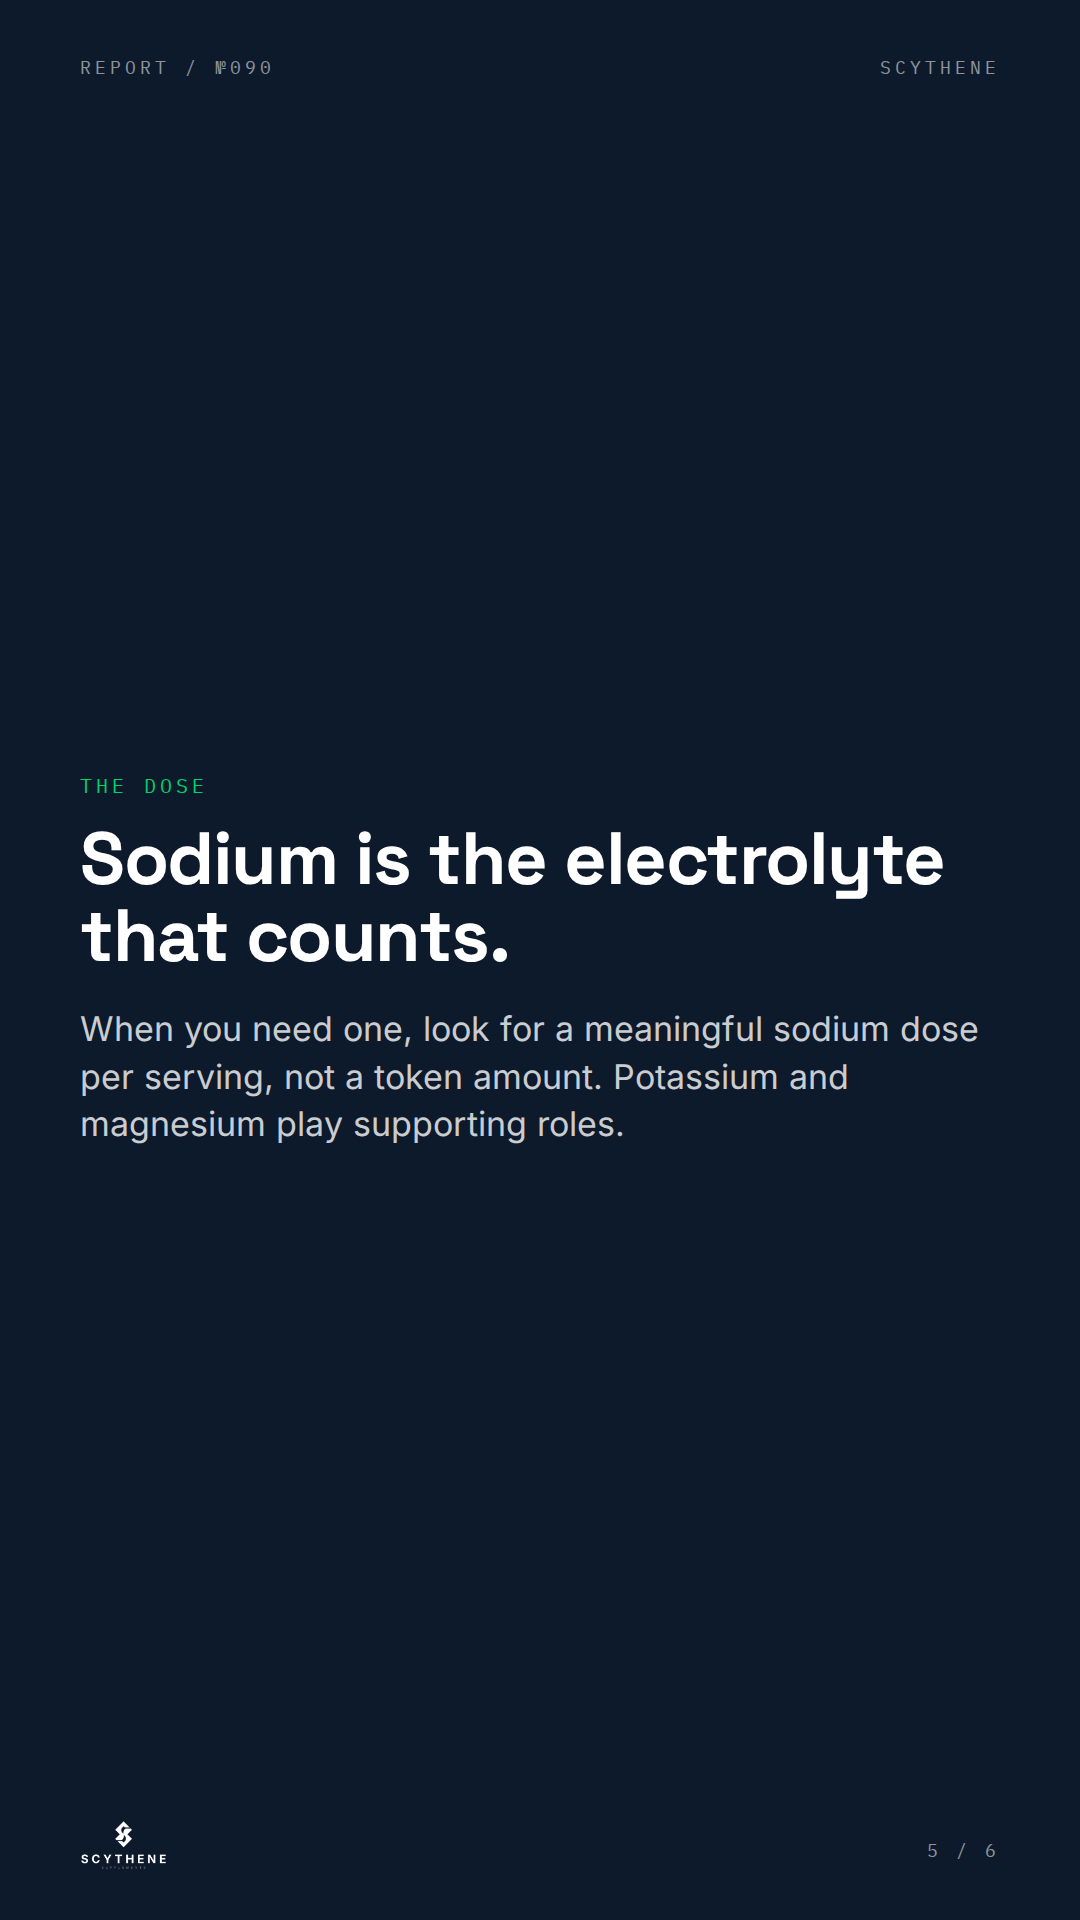 REPORT / №090
SCYTHENE
THE DOSE
Sodium is the electrolyte
that counts.
When you need one, look for a meaningful sodium dose
per serving, not a token amount. Potassium and
magnesium play supporting roles.
SCYTHENE
5 / 6